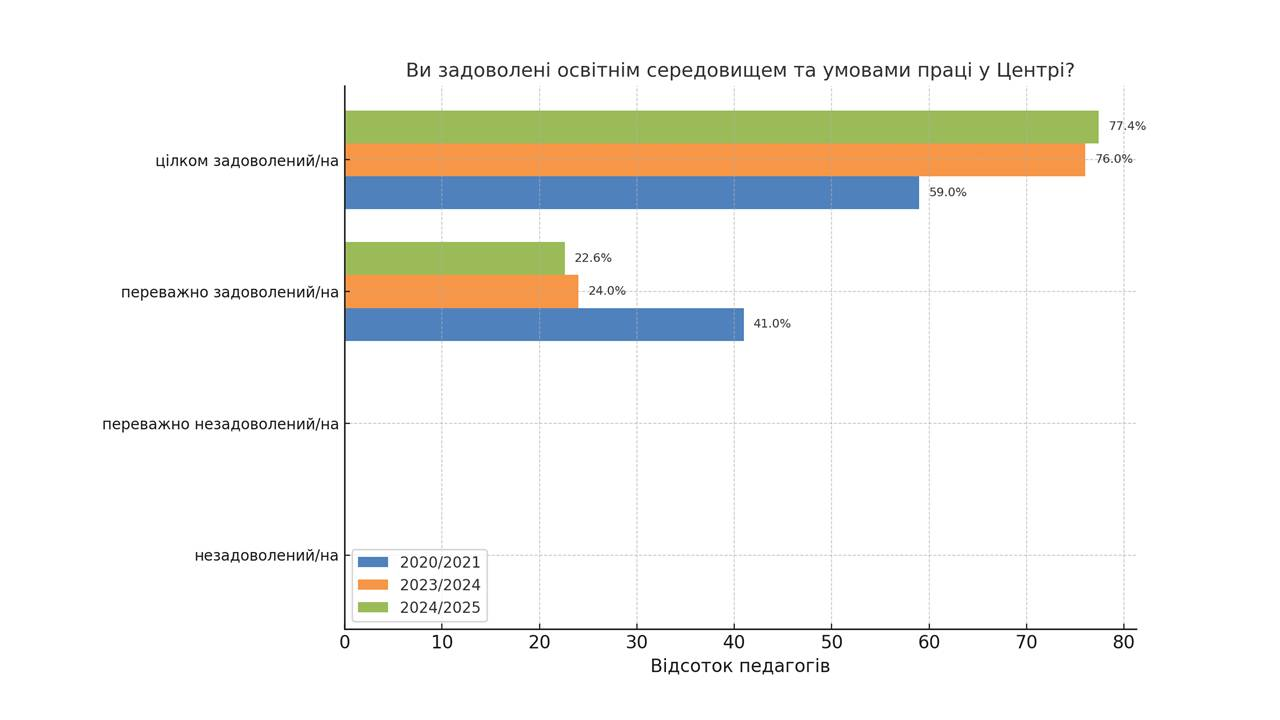 Ви задоволені освітнім середовищем та умовами праці у Центрі?
цілком задоволений/на
77.4%
76.0%
59.0%
переважно задоволений/на
22.6%
24.0%
41.0%
переважно незадоволений/на
незадоволений/на
2020/2021
2023/2024
2024/2025
0 10 20 30 40 50 60 70 80
Відсоток педагогів